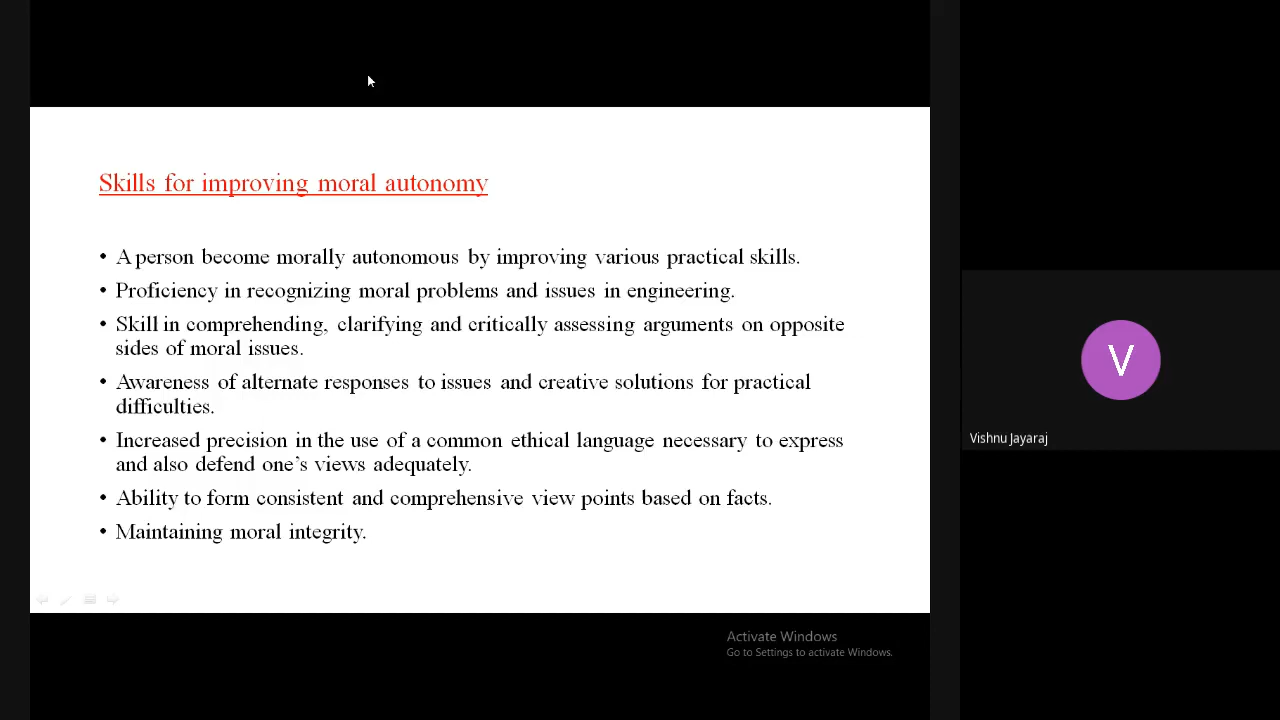 Skills for improving moral autonomy
• A person become morally autonomous by improving various practical skills.
• Proficiency in recognizing moral problems and issues in engineering.
• Skill in comprehending, clarifying and critically assessing arguments on opposite
sides of moral issues.
• Awareness of alternate responses to issues and creative solutions for practical
difficulties.
• Increased precision in the use of a common ethical language necessary to express
and also defend one’s views adequately.
• Ability to form consistent and comprehensive view points based on facts.
• Maintaining moral integrity.
V
Vishnu Jayaraj
Activate Windows
Go to Settings to activate Windows.